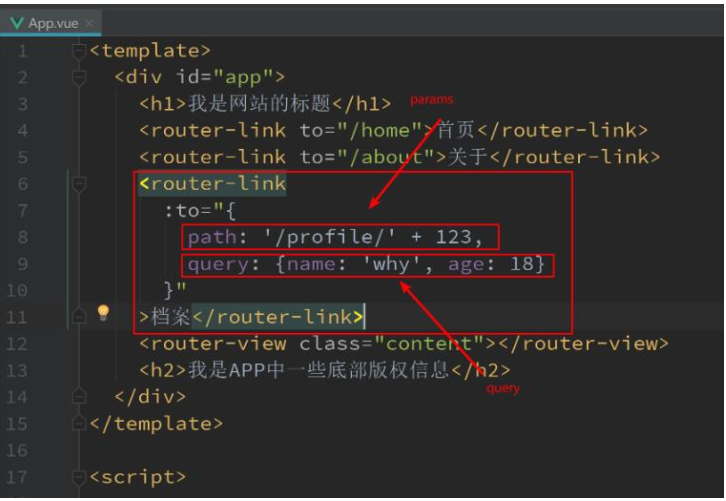 App.vue ×
1 <template>
2 <div id="app">
3 <h1>我是网站的标题</h1> params
4 <router-link to="/home">首页</router-link>
5 <router-link to="/about">关于</router-link>
6 <router-link
7 :to="{
8 path: '/profile/' + 123,
9 query: {name: 'why', age: 18}
10 }"
11 >档案</router-link>
12 <router-view class="content"></router-view>
13 <h2>我是APP中一些底部版权信息</h2>
query
14 </div>
15 </template>
16
17 <script>